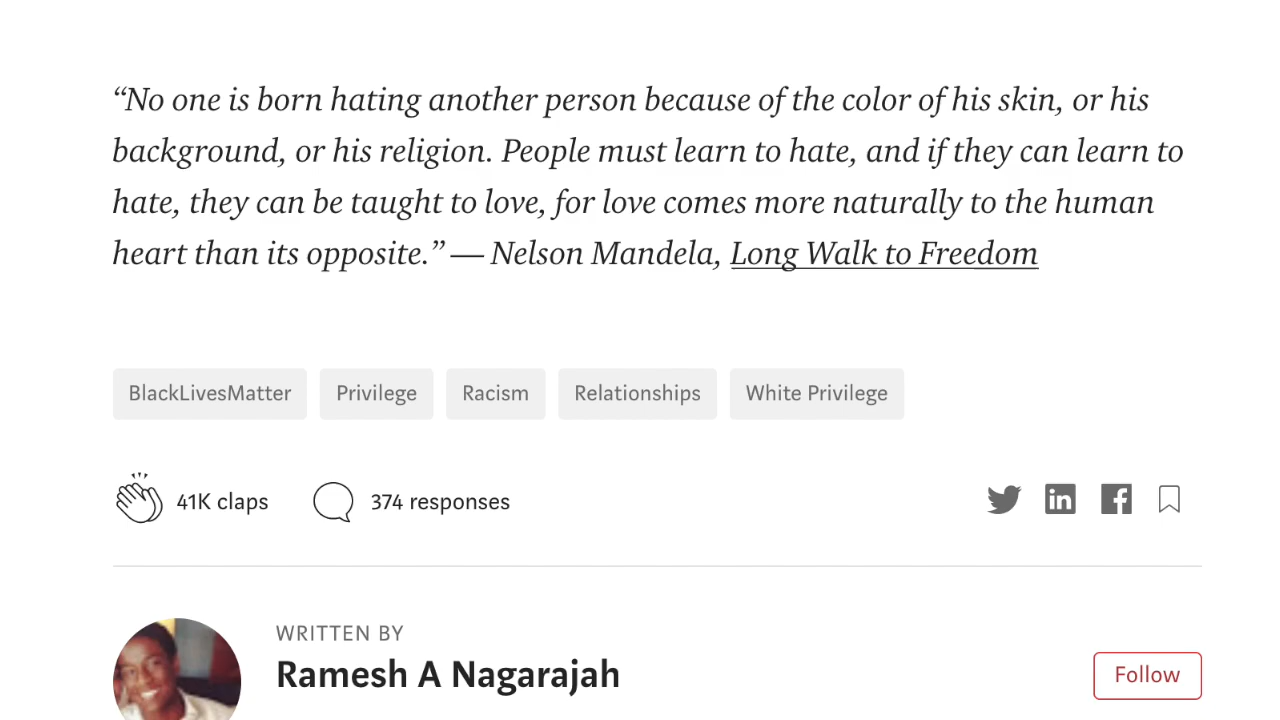 “No one is born hating another person because of the color of his skin, or his
background, or his religion. People must learn to hate, and if they can learn to
hate, they can be taught to love, for love comes more naturally to the human
heart than its opposite.” — Nelson Mandela, Long Walk to Freedom
BlackLivesMatter Privilege Racism Relationships White Privilege
41K claps 374 responses in f
WRITTEN BY
Ramesh A Nagarajah
Follow